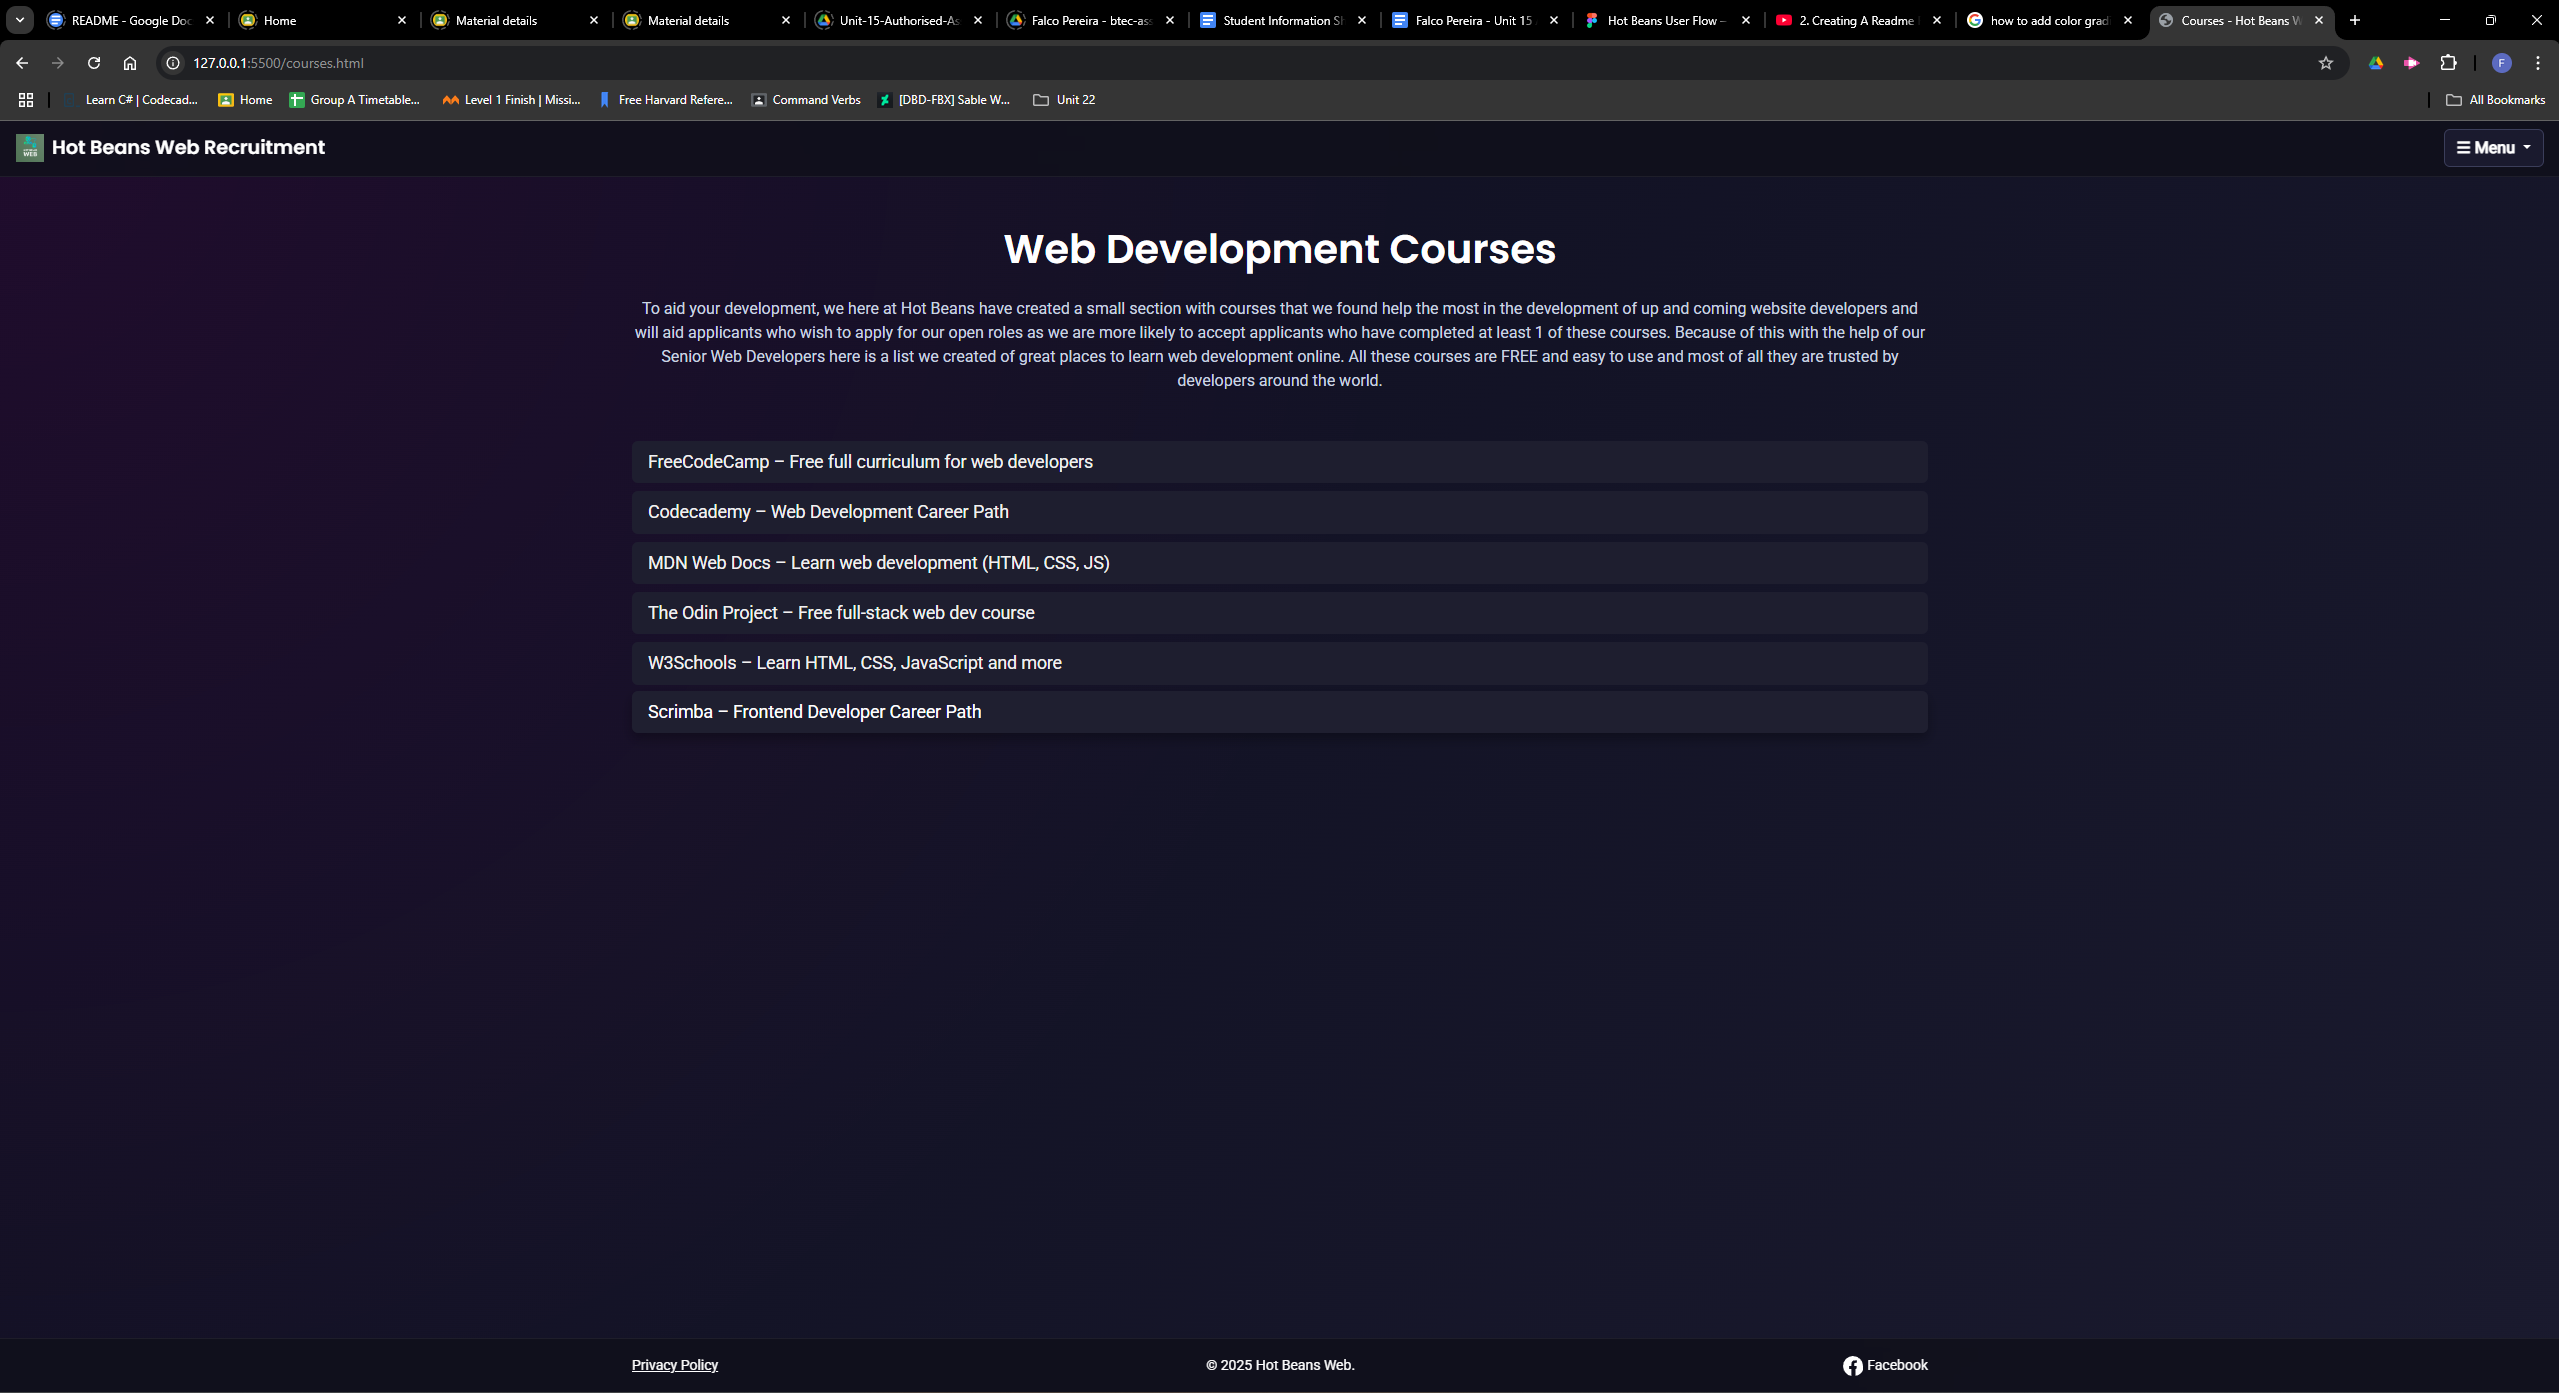 README - Google Doc
Home
Material details
Material details
Unit-15-Authorised-As
Falco Pereira - btec-ass
Student Information Sh
Falco Pereira - Unit 15
Hot Beans User Flow –
2. Creating A Readme
how to add color grad
Courses - Hot Beans W
127.0.0.1:5500/courses.html
F
Learn C# | Codecad...
Home
Group A Timetable...
Level 1 Finish | Missi...
Free Harvard Refere...
Command Verbs
[DBD-FBX] Sable W...
Unit 22
All Bookmarks
WEB
Hot Beans Web Recruitment
Menu
Web Development Courses
To aid your development, we here at Hot Beans have created a small section with courses that we found help the most in the development of up and coming website developers and
will aid applicants who wish to apply for our open roles as we are more likely to accept applicants who have completed at least 1 of these courses. Because of this with the help of our
Senior Web Developers here is a list we created of great places to learn web development online. All these courses are FREE and easy to use and most of all they are trusted by
developers around the world.
FreeCodeCamp – Free full curriculum for web developers
Codecademy – Web Development Career Path
MDN Web Docs – Learn web development (HTML, CSS, JS)
The Odin Project – Free full-stack web dev course
W3Schools – Learn HTML, CSS, JavaScript and more
Scrimba – Frontend Developer Career Path
Privacy Policy
© 2025 Hot Beans Web.
Facebook